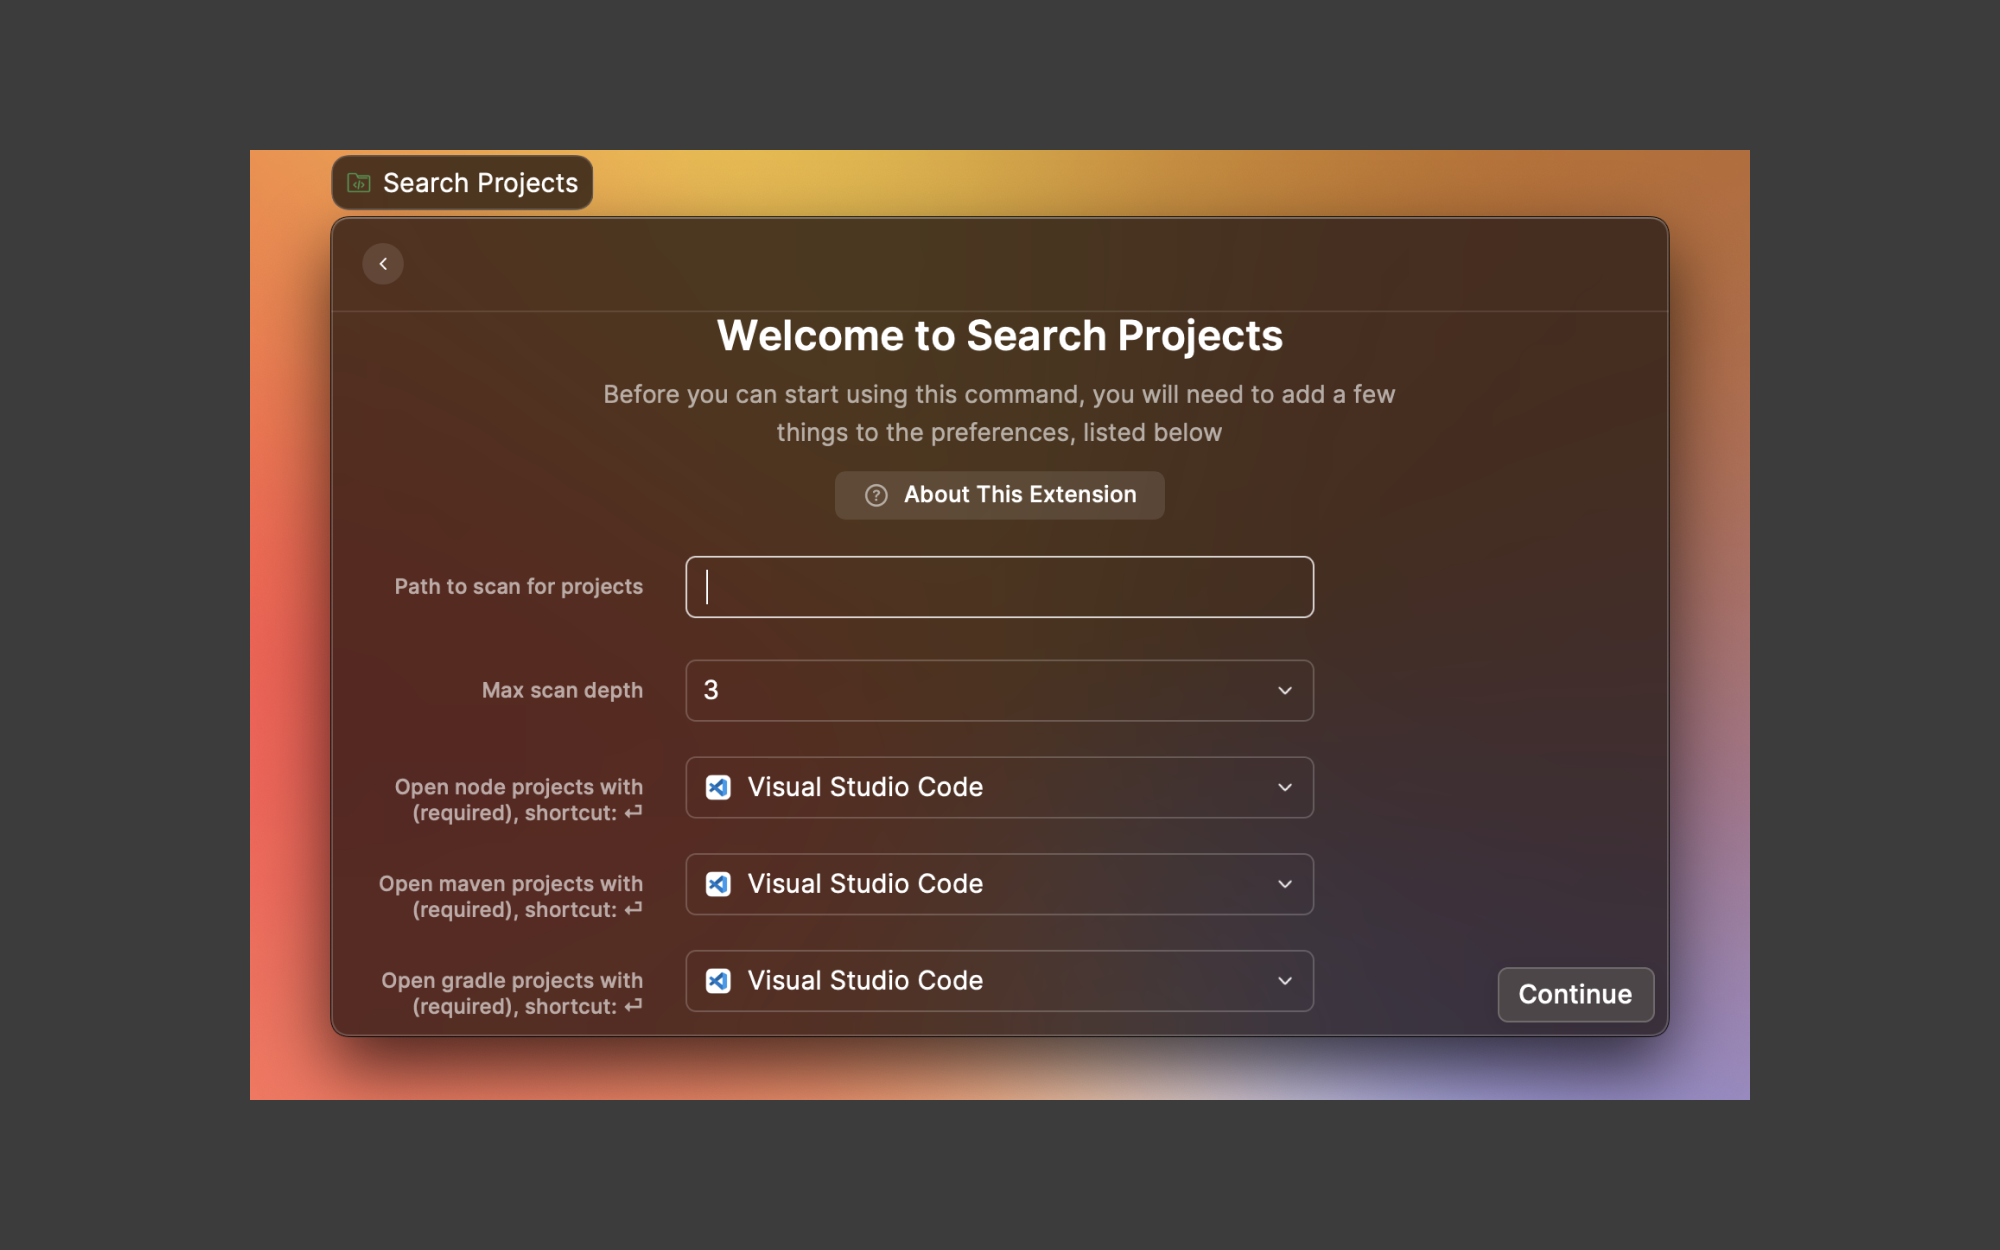 Search Projects
Welcome to Search Projects
Before you can start using this command, you will need to add a few
things to the preferences, listed below
About This Extension
Path to scan for projects
Max scan depth
3
Open node projects with
(required), shortcut: ⏎
Visual Studio Code
Open maven projects with
(required), shortcut: ⏎
Visual Studio Code
Open gradle projects with
(required), shortcut: ⏎
Visual Studio Code
Continue